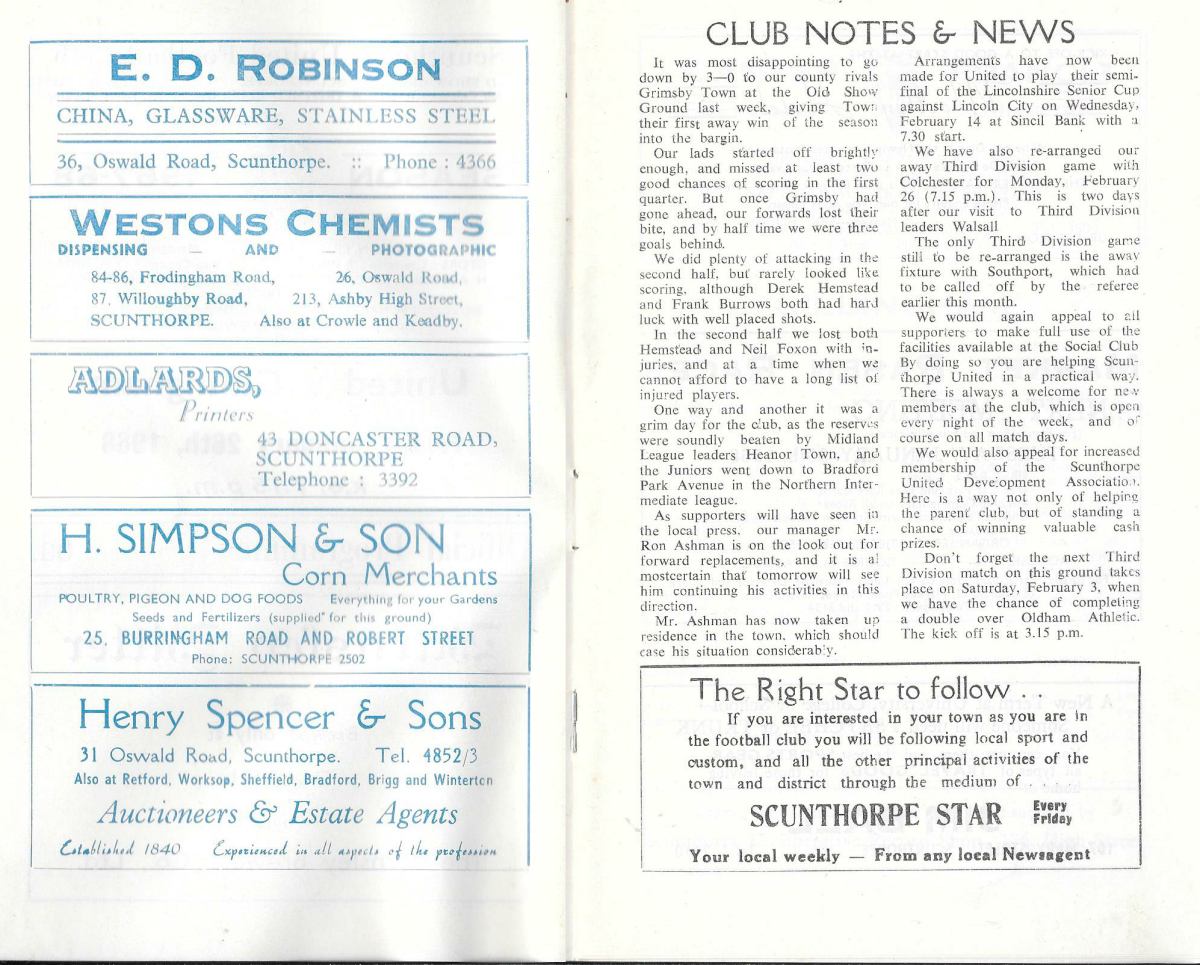 E. D. ROBINSON
CHINA, GLASSWARE, STAINLESS STEEL
36, Oswald Road, Scunthorpe. :: Phone : 4366
WESTONS CHEMISTS
DISPENSING — AND — PHOTOGRAPHIC
84-86, Frodingham Road, 26, Oswald Road,
87, Willoughby Road, 213, Ashby High Street,
SCUNTHORPE. Also at Crowle and Keadby.
ADLARDS,
Printers
43 DONCASTER ROAD,
SCUNTHORPE
Telephone : 3392
H. SIMPSON & SON
Corn Merchants
POULTRY, PIGEON AND DOG FOODS Everything for your Gardens
Seeds and Fertilizers (supplied for this ground)
25, BURRINGHAM ROAD AND ROBERT STREET
Phone: SCUNTHORPE 2502
Henry Spencer & Sons
31 Oswald Road, Scunthorpe. Tel. 4852/3
Also at Retford, Worksop, Sheffield, Bradford, Brigg and Winterton
Auctioneers & Estate Agents
Established 1840 Experienced in all aspects of the profession
CLUB NOTES & NEWS
It was most disappointing to go
down by 3—0 to our county rivals
Grimsby Town at the Old Show
Ground last week, giving Town
their first away win of the season
into the bargin.
Our lads started off brightly
enough, and missed at least two
good chances of scoring in the first
quarter. But once Grimsby had
gone ahead, our forwards lost their
bite, and by half time we were three
goals behind.
We did plenty of attacking in the
second half, but rarely looked like
scoring, although Derek Hemstead
and Frank Burrows both had hard
luck with well placed shots.
In the second half we lost both
Hemstead and Neil Foxon with in-
juries, and at a time when we
cannot afford to have a long list of
injured players.
One way and another it was a
grim day for the club, as the reserves
were soundly beaten by Midland
League leaders Heanor Town, and
the Juniors went down to Bradford
Park Avenue in the Northern Inter-
mediate league.
As supporters will have seen in
the local press, our manager Mr.
Ron Ashman is on the look out for
forward replacements, and it is al
mostcertain that tomorrow will see
him continuing his activities in this
direction.
Mr. Ashman has now taken up
residence in the town, which should
case his situation considerably.
Arrangements have now been
made for United to play their semi-
final of the Lincolnshire Senior Cup
against Lincoln City on Wednesday,
February 14 at Sincil Bank with a
7.30 start.
We have also re-arranged our
away Third Division game with
Colchester for Monday, February
26 (7.15 p.m.). This is two days
after our visit to Third Division
leaders Walsall
The only Third Division game
still to be re-arranged is the away
fixture with Southport, which had
to be called off by the referee
earlier this month.
We would again appeal to all
supporters to make full use of the
facilities available at the Social Club
By doing so you are helping Scun-
thorpe United in a practical way.
There is always a welcome for new
members at the club, which is open
every night of the week, and of
course on all match days.
We would also appeal for increased
membership of the Scunthorpe
United Development Association.
Here is a way not only of helping
the parent club, but of standing a
chance of winning valuable cash
prizes.
Don't forget the next Third
Division match on this ground takes
place on Saturday, February 3, when
we have the chance of completing
a double over Oldham Athletic.
The kick off is at 3.15 p.m.
The Right Star to follow . .
If you are interested in your town as you are in
the football club you will be following local sport and
custom, and all the other principal activities of the
town and district through the medium of . . .
SCUNTHORPE STAR Every
Friday
Your local weekly — From any local Newsagent